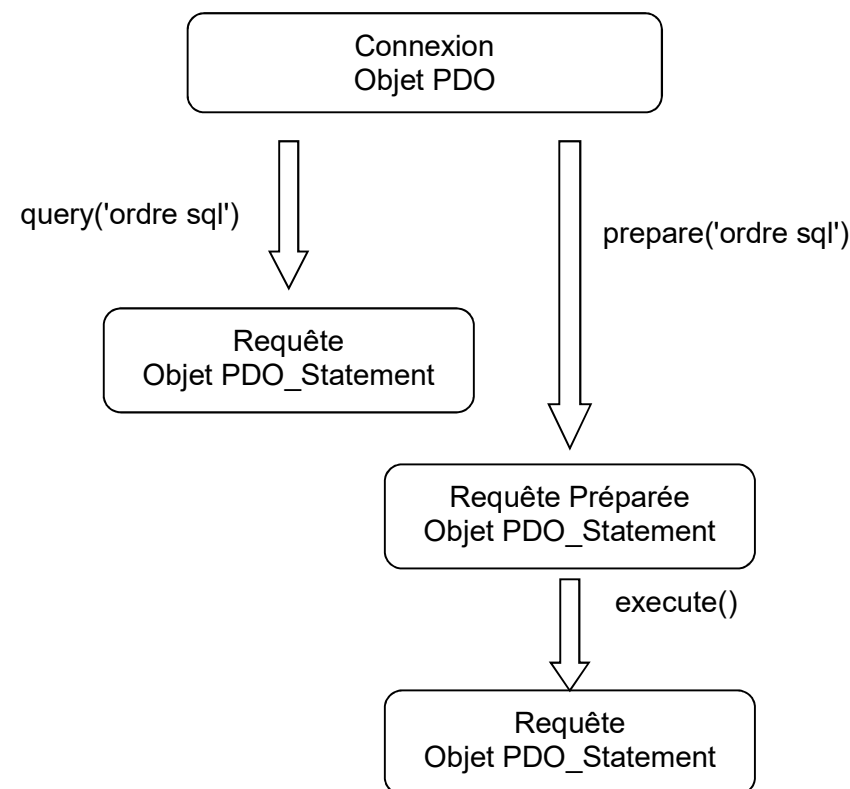 Connexion
Objet PDO
query('ordre sql')
prepare('ordre sql')
Requête
Objet PDO_Statement
Requête Préparée
Objet PDO_Statement
execute()
Requête
Objet PDO_Statement